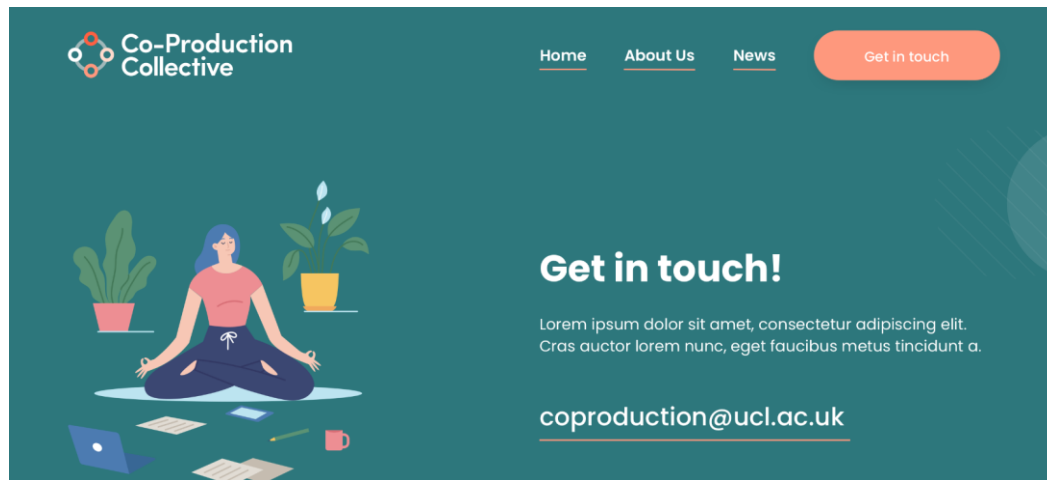 Co-Production
Collective
Home
About Us
News
Get in touch
Get in touch!
Lorem ipsum dolor sit amet, consectetur adipiscing elit.
Cras auctor lorem nunc, eget faucibus metus tincidunt a.
coproduction@ucl.ac.uk